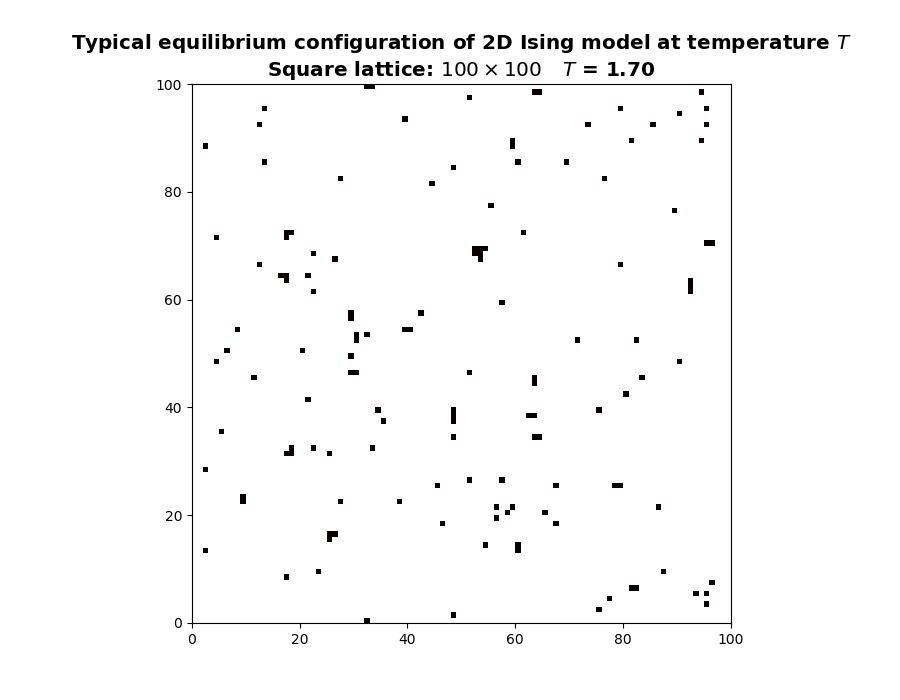 Typical equilibrium configuration of 2D Ising model at temperature T
Square lattice: 100 × 100 T = 1.70
100
80
60
40
20
0
0 20 40 60 80 100